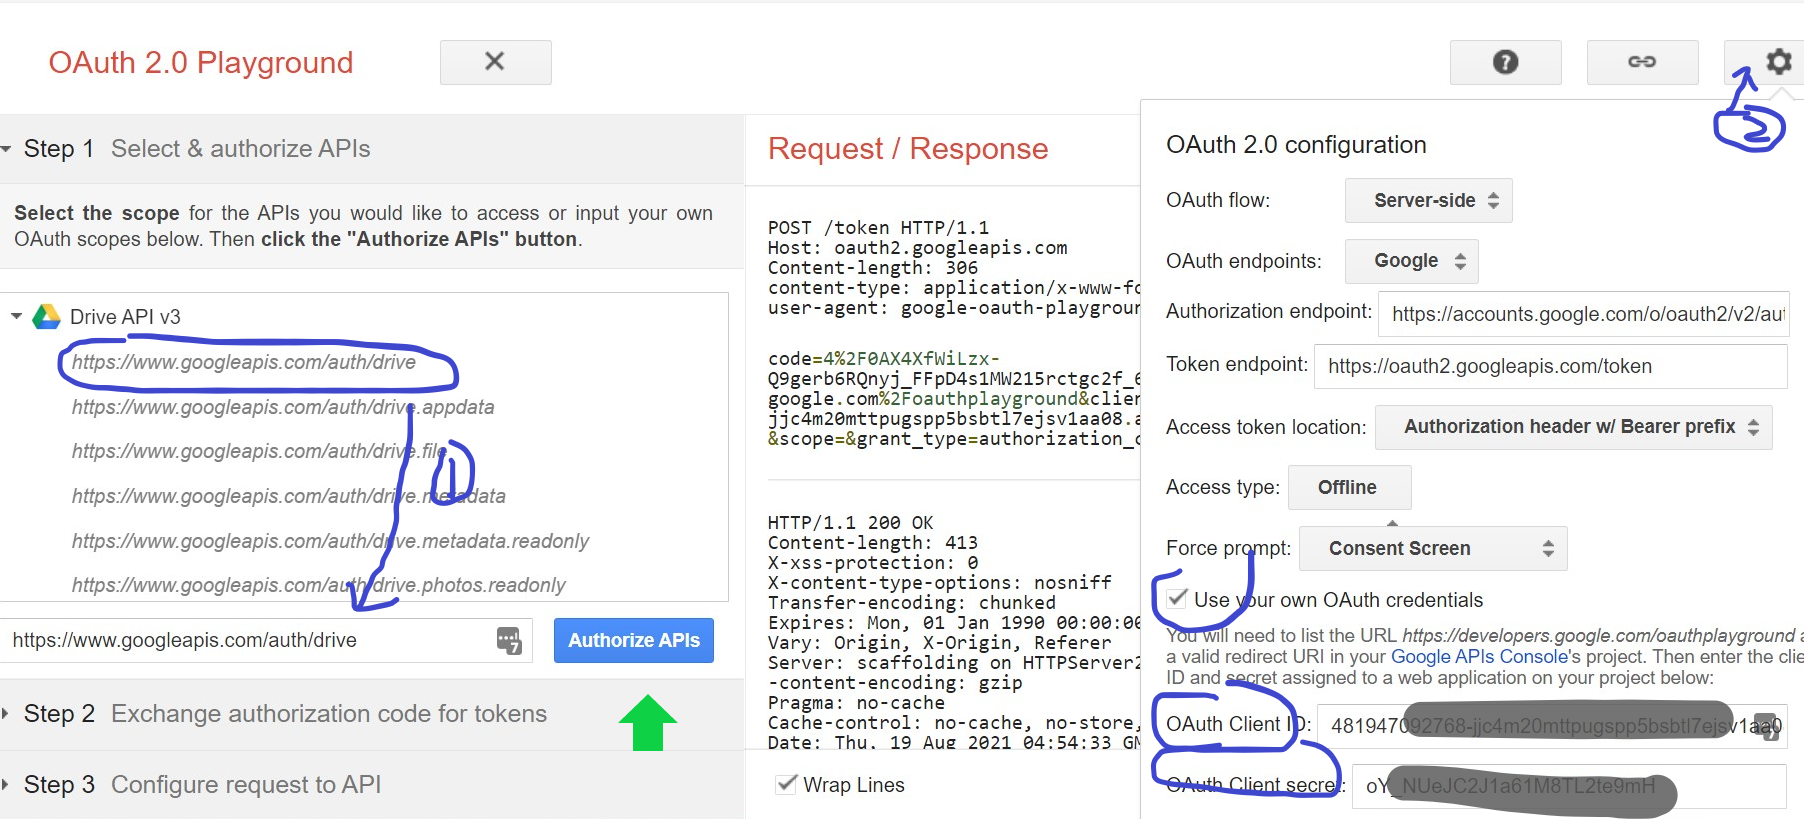 OAuth 2.0 Playground
2
Step 1 Select & authorize APIs
Select the scope for the APIs you would like to access or input your own
OAuth scopes below. Then click the "Authorize APIs" button.
Drive API v3
https://www.googleapis.com/auth/drive
https://www.googleapis.com/auth/drive.appdata
https://www.googleapis.com/auth/drive.file
1
https://www.googleapis.com/auth/drive.metadata
https://www.googleapis.com/auth/drive.metadata.readonly
https://www.googleapis.com/auth/drive.photos.readonly
https://www.googleapis.com/auth/drive
7
Authorize APIs
Step 2 Exchange authorization code for tokens
Step 3 Configure request to API
Request / Response
POST /token HTTP/1.1
Host: oauth2.googleapis.com
Content-length: 306
content-type: application/x-www-fo
user-agent: google-oauth-playgroun
code=4%2F0AX4XfWiLzx-
Q9gerb6RQnyj_FFpD4s1MW215rctgc2f_6
google.com%2Foauthplayground&clien
jjc4m20mttpugspp5bsbtl7ejsv1aa08.a
&scope=&grant_type=authorization_c
HTTP/1.1 200 OK
Content-length: 413
X-xss-protection: 0
X-content-type-options: nosniff
Transfer-encoding: chunked
Expires: Mon, 01 Jan 1990 00:00:00
Vary: Origin, X-Origin, Referer
Server: scaffolding on HTTPServer2
-content-encoding: gzip
Pragma: no-cache
Cache-control: no-cache, no-store,
Date: Thu, 19 Aug 2021 04:54:33 GM
Wrap Lines
OAuth 2.0 configuration
OAuth flow: Server-side
OAuth endpoints: Google
Authorization endpoint: https://accounts.google.com/o/oauth2/v2/aut
Token endpoint: https://oauth2.googleapis.com/token
Access token location: Authorization header w/ Bearer prefix
Access type: Offline
Force prompt: Consent Screen
Use your own OAuth credentials
You will need to list the URL https://developers.google.com/oauthplayground a
a valid redirect URI in your Google APIs Console's project. Then enter the clie
ID and secret assigned to a web application on your project below:
OAuth Client ID: 481947
OAuth Client secret: oY_